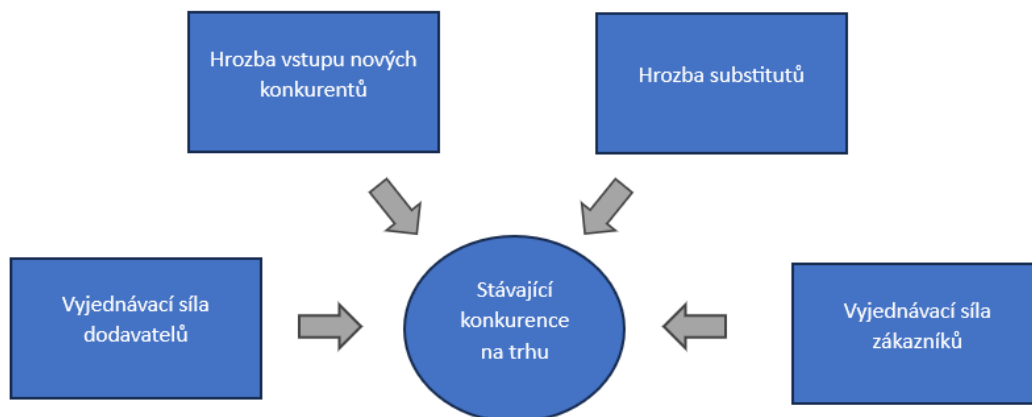 Hrozba vstupu nových
konkurentů
Hrozba substitutů
Vyjednávací síla
dodavatelů
Stávající
konkurence
na trhu
Vyjednávací síla
zákazníků